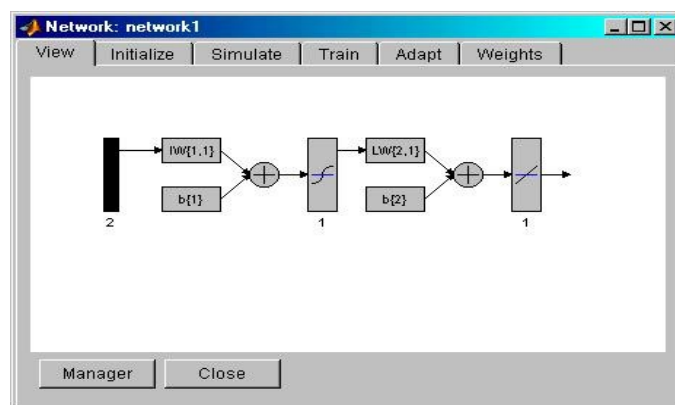 Network: network1
View Initialize Simulate Train Adapt Weights
IW{1,1} LW{2,1}
b{1} b{2}
2 1 1
Manager Close